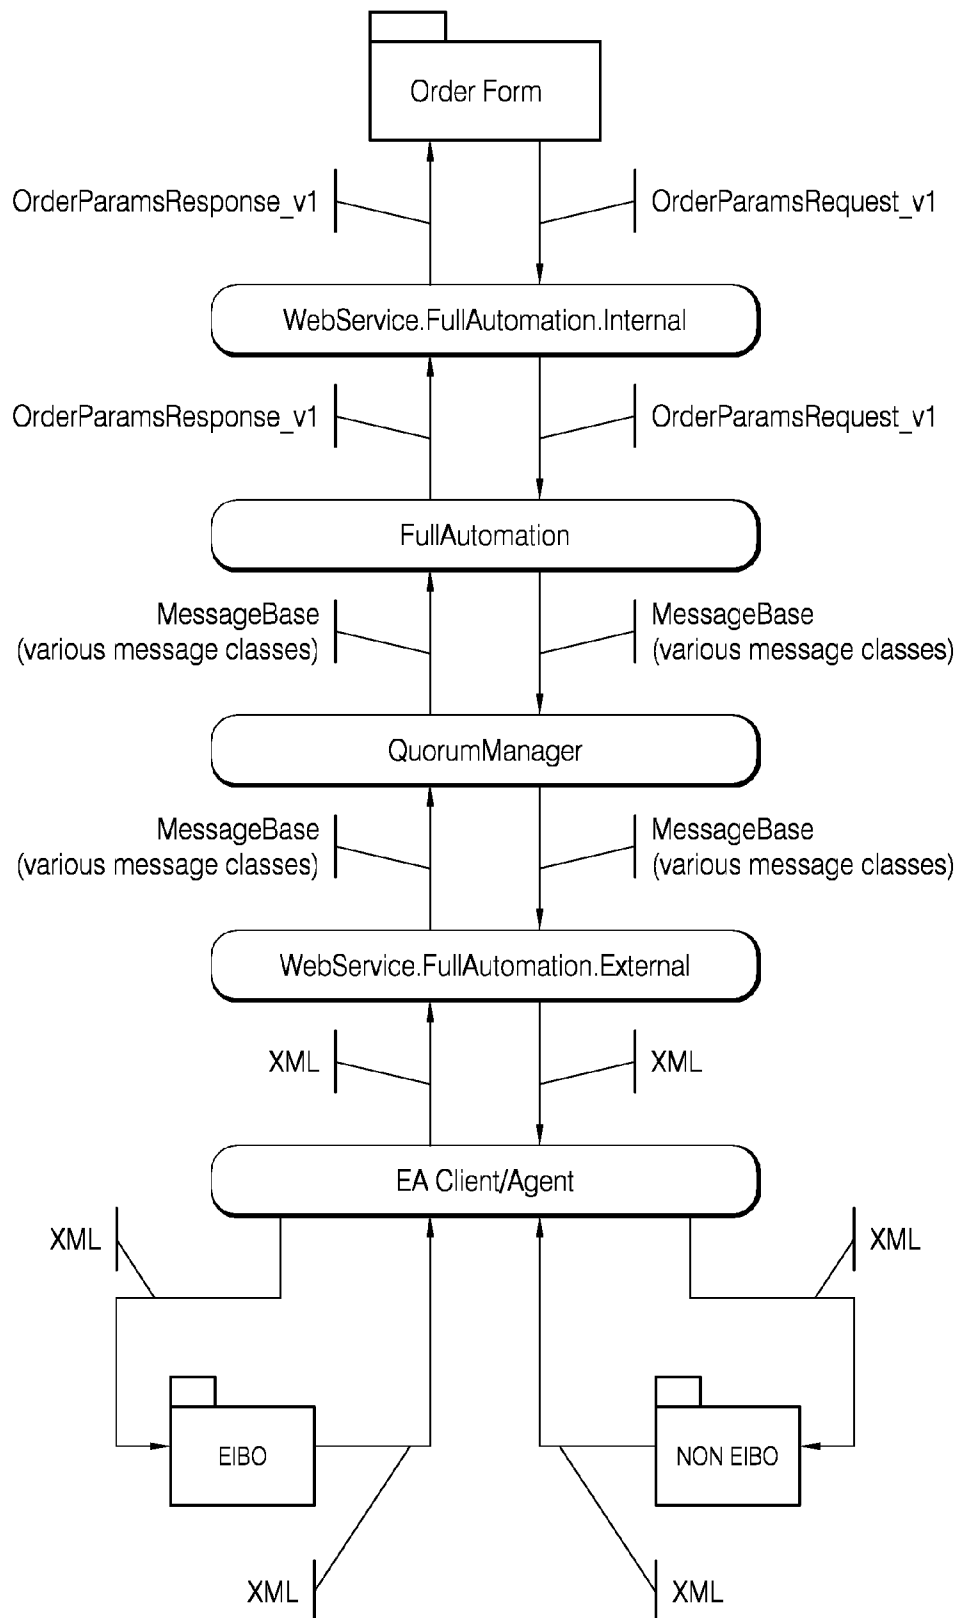 Order Form
OrderParamsResponse_v1
OrderParamsRequest_v1
WebService.FullAutomation.Internal
OrderParamsResponse_v1
OrderParamsRequest_v1
FullAutomation
MessageBase
(various message classes)
MessageBase
(various message classes)
QuorumManager
MessageBase
(various message classes)
MessageBase
(various message classes)
WebService.FullAutomation.External
XML
XML
EA Client/Agent
XML
XML
EIBO
NON EIBO
XML
XML